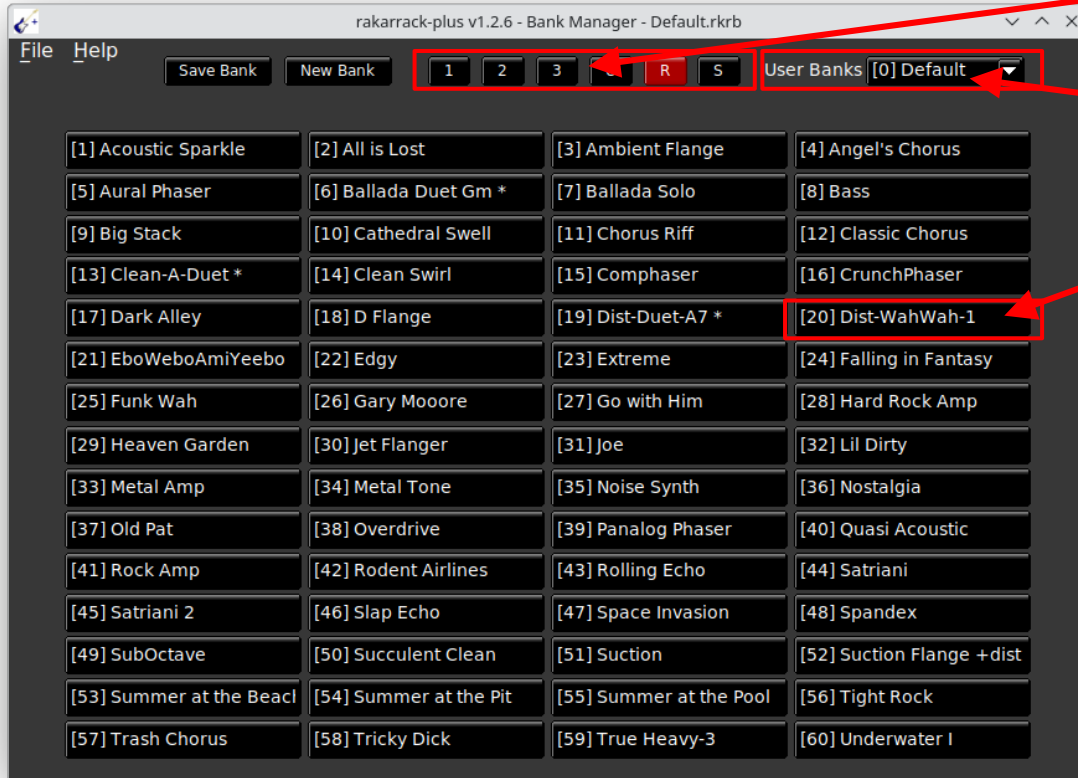 rakarrack-plus v1.2.6 - Bank Manager - Default.rkrb
File Help
Save Bank New Bank 1 2 3 R S User Banks [0] Default
[1] Acoustic Sparkle [2] All is Lost [3] Ambient Flange [4] Angel's Chorus
[5] Aural Phaser [6] Ballada Duet Gm * [7] Ballada Solo [8] Bass
[9] Big Stack [10] Cathedral Swell [11] Chorus Riff [12] Classic Chorus
[13] Clean-A-Duet * [14] Clean Swirl [15] Comphaser [16] CrunchPhaser
[17] Dark Alley [18] D Flange [19] Dist-Duet-A7 * [20] Dist-WahWah-1
[21] EboWeboAmiYeebo [22] Edgy [23] Extreme [24] Falling in Fantasy
[25] Funk Wah [26] Gary Mooore [27] Go with Him [28] Hard Rock Amp
[29] Heaven Garden [30] Jet Flanger [31] Joe [32] Lil Dirty
[33] Metal Amp [34] Metal Tone [35] Noise Synth [36] Nostalgia
[37] Old Pat [38] Overdrive [39] Panalog Phaser [40] Quasi Acoustic
[41] Rock Amp [42] Rodent Airlines [43] Rolling Echo [44] Satriani
[45] Satriani 2 [46] Slap Echo [47] Space Invasion [48] Spandex
[49] SubOctave [50] Succulent Clean [51] Suction [52] Suction Flange +dist
[53] Summer at the [54] Summer at the Pit [55] Summer at the Pool [56] Tight Rock
[57] Trash Chorus [58] Tricky Dick [59] True Heavy-3 [60] Underwater I